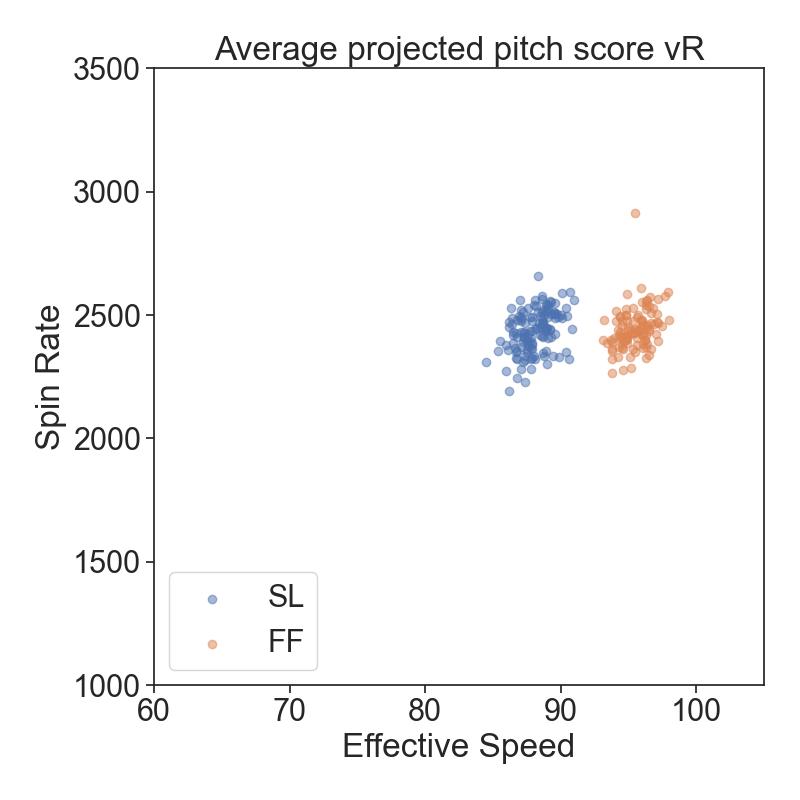 Average projected pitch score vR
3500
3000
2500
2000
1500
1000
Spin Rate
SL
FF
60 70 80 90 100
Effective Speed